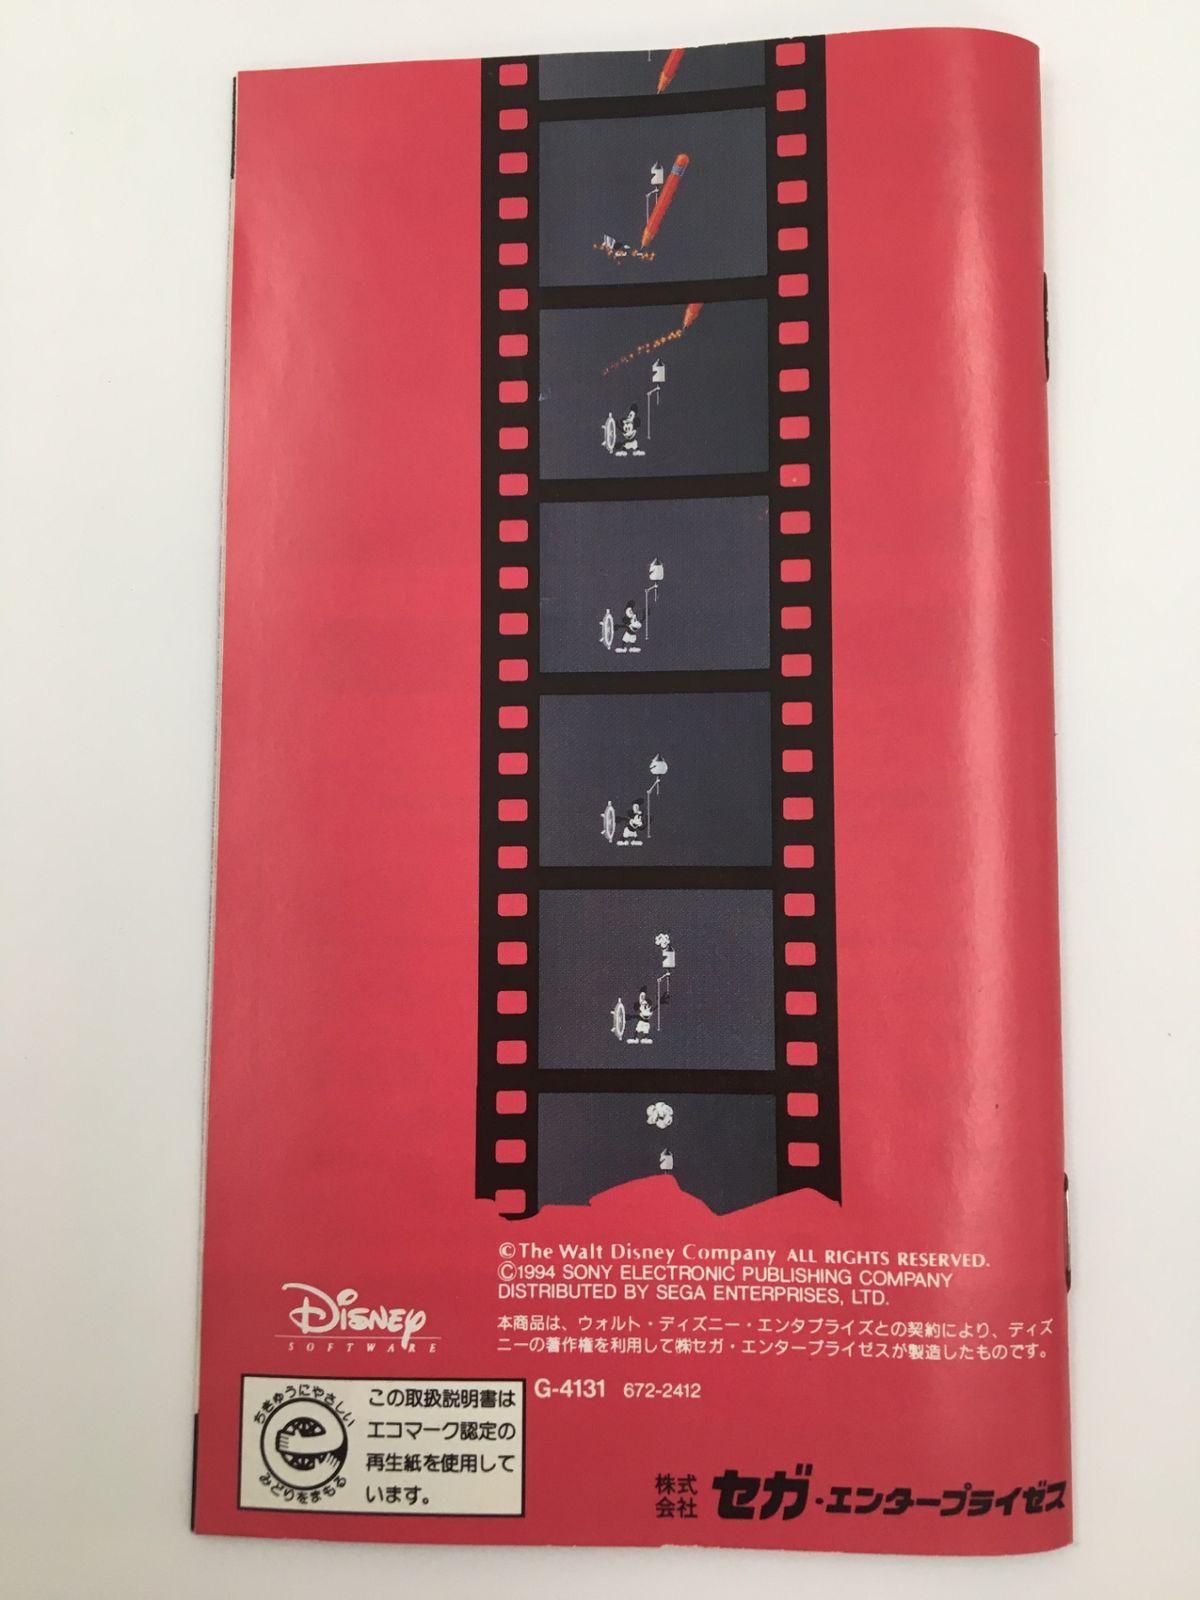 ©The Walt Disney Company ALL RIGHTS RESERVED.
©1994 SONY ELECTRONIC PUBLISHING COMPANY
DISTRIBUTED BY SEGA ENTERPRISES, LTD.
本商品は、ウォルト・ディズニー・エンタプライズとの契約により、ディズ
ニーの著作権を利用して㈱セガ・エンタープライゼスが製造したものです。
Disney
SOFTWARE
G-4131 672-2412
ちきゅうにやさしい
みどりをまもる
この取扱説明書は
エコマーク認定の
再生紙を使用して
います。
株式会社 セガ・エンタープライゼス